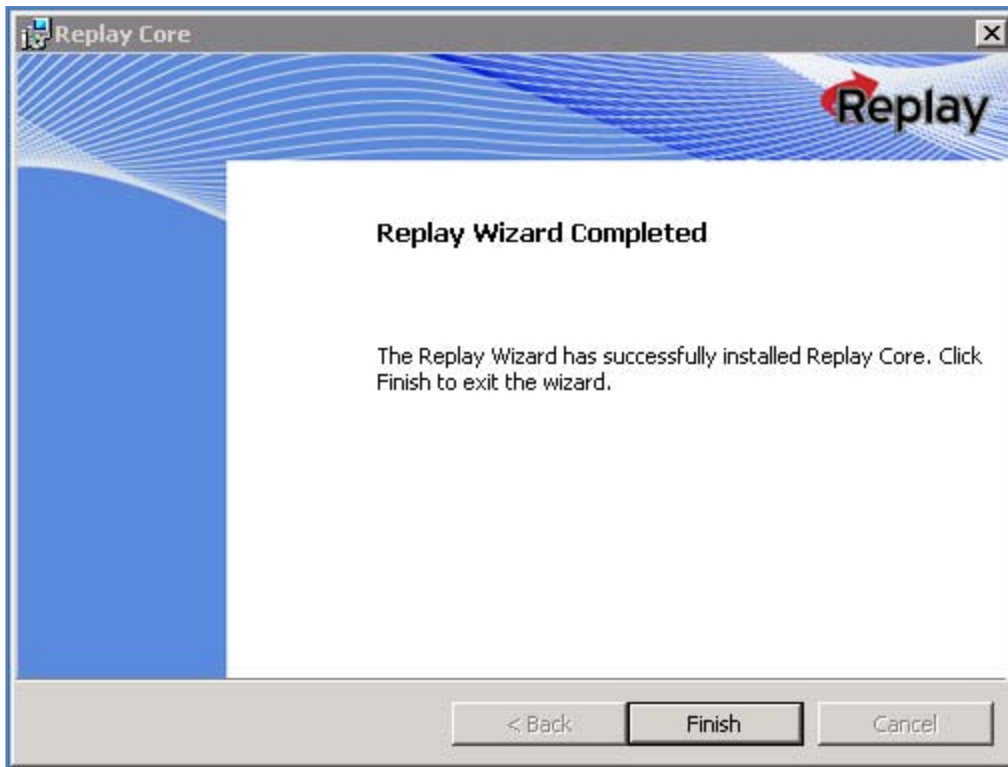 Replay Core
Replay
Replay Wizard Completed
The Replay Wizard has successfully installed Replay Core. Click
Finish to exit the wizard.
< Back
Finish
Cancel